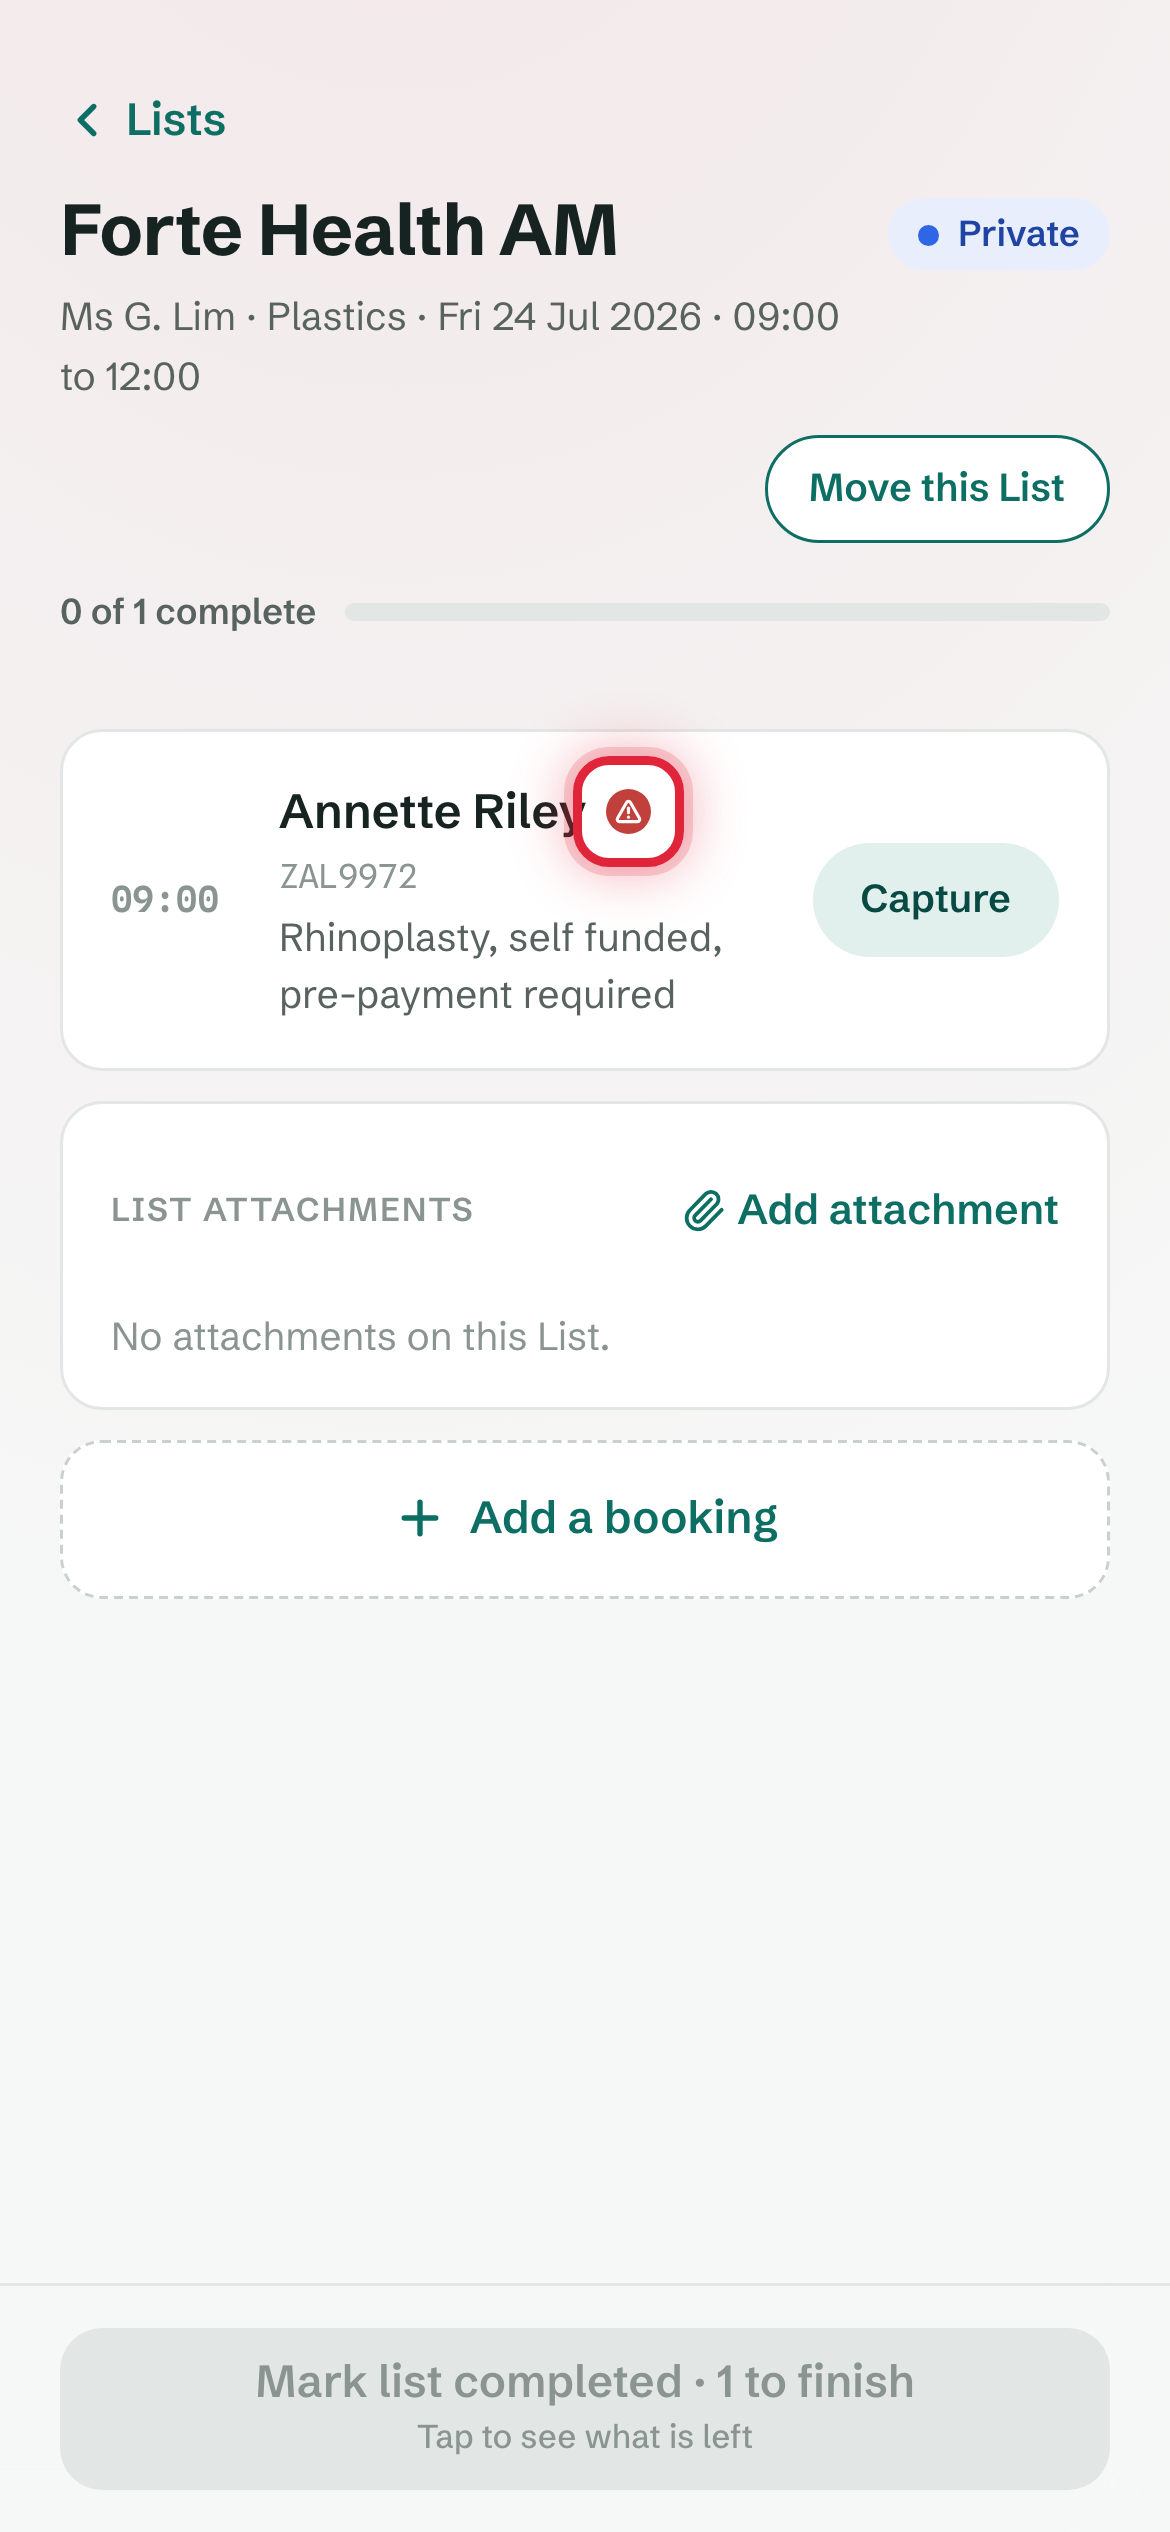 Lists
Forte Health AM
Private
Ms G. Lim · Plastics · Fri 24 Jul 2026 · 09:00
to 12:00
Move this List
0 of 1 complete
Annette Riley
ZAL9972
09:00
Rhinoplasty, self funded,
pre-payment required
Capture
LIST ATTACHMENTS
Add attachment
No attachments on this List.
Add a booking
Mark list completed · 1 to finish
Tap to see what is left